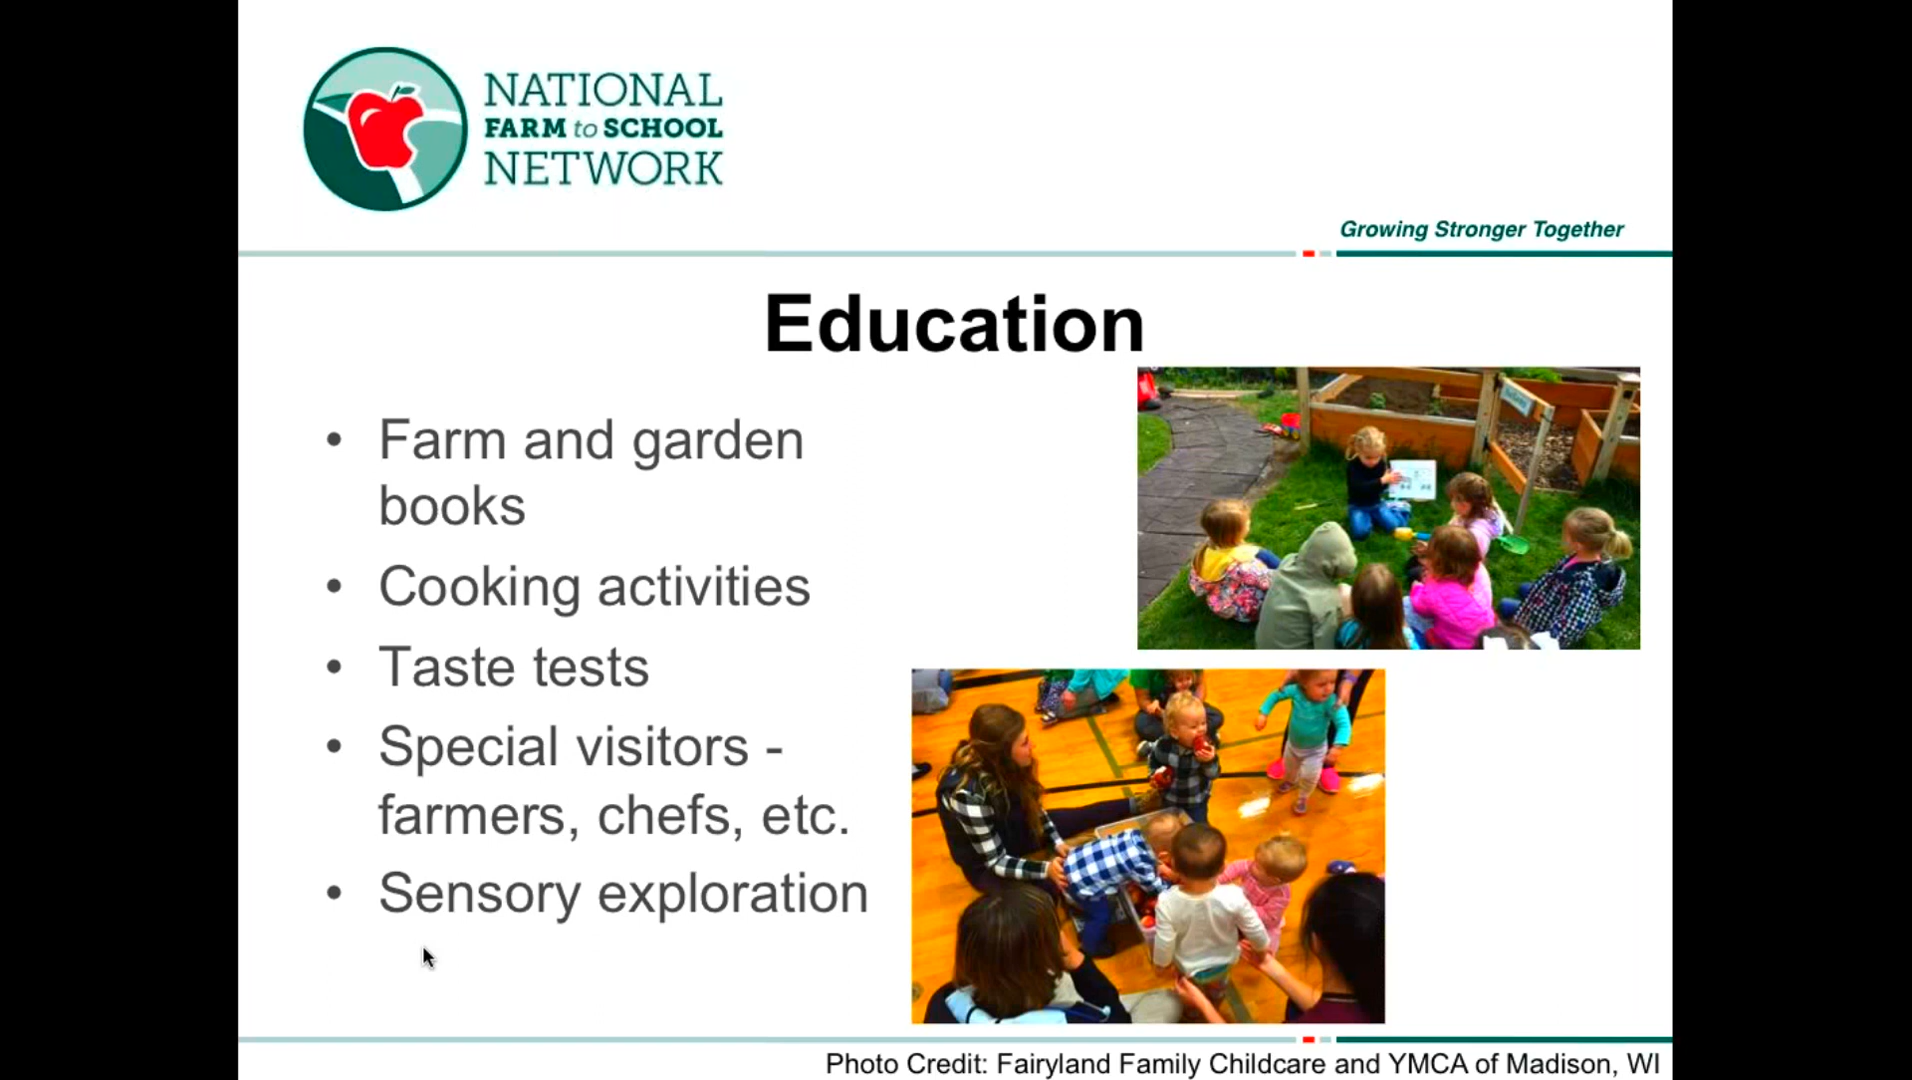 NATIONAL
FARM to SCHOOL
NETWORK
Growing Stronger Together
Education
• Farm and garden
books
• Cooking activities
• Taste tests
• Special visitors -
farmers, chefs, etc.
• Sensory exploration
Photo Credit: Fairyland Family Childcare and YMCA of Madison, WI